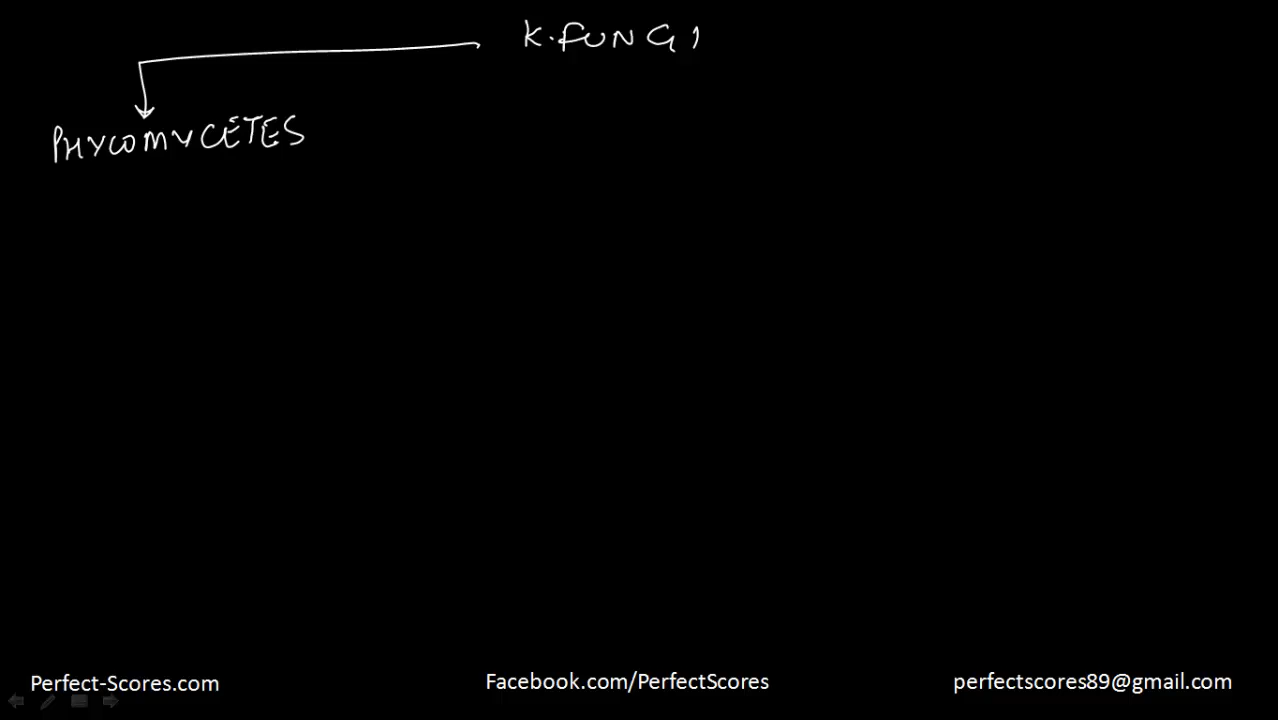 K. FUNGI
PHYCOMYCETES
Perfect-Scores.com
Facebook.com/PerfectScores
perfectscores89@gmail.com